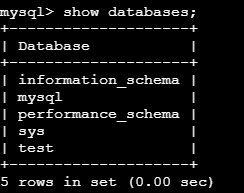 mysql> show databases;
+--------------------+
| Database           |
+--------------------+
| information_schema |
| mysql              |
| performance_schema |
| sys                |
| test               |
+--------------------+
5 rows in set (0.00 sec)